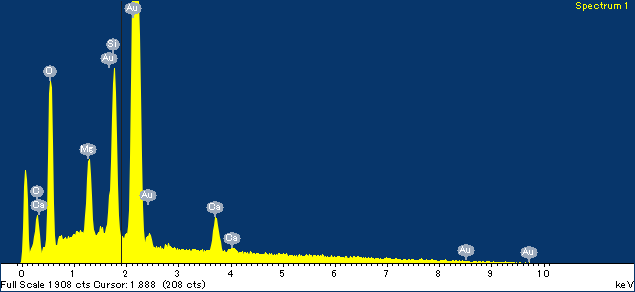 Spectrum 1
Au
Si
Au
O
Mg
C
Ca
Au
Ca
Ca
Au
Au
0 1 2 3 4 5 6 7 8 9 10
Full Scale 1908 cts Cursor: 1.888 (208 cts) keV